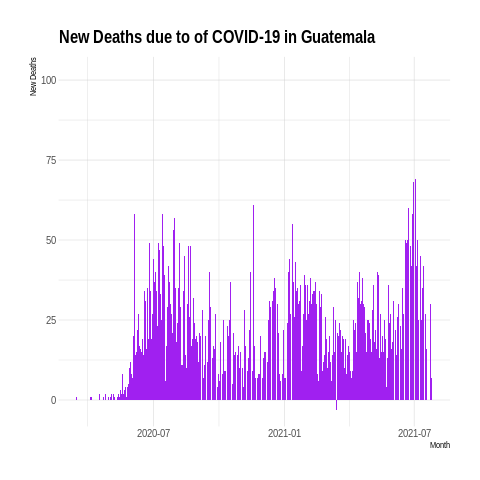 New Deaths due to of COVID-19 in Guatemala
New Deaths
100
75
50
25
0
2020-07
2021-01
2021-07
Month